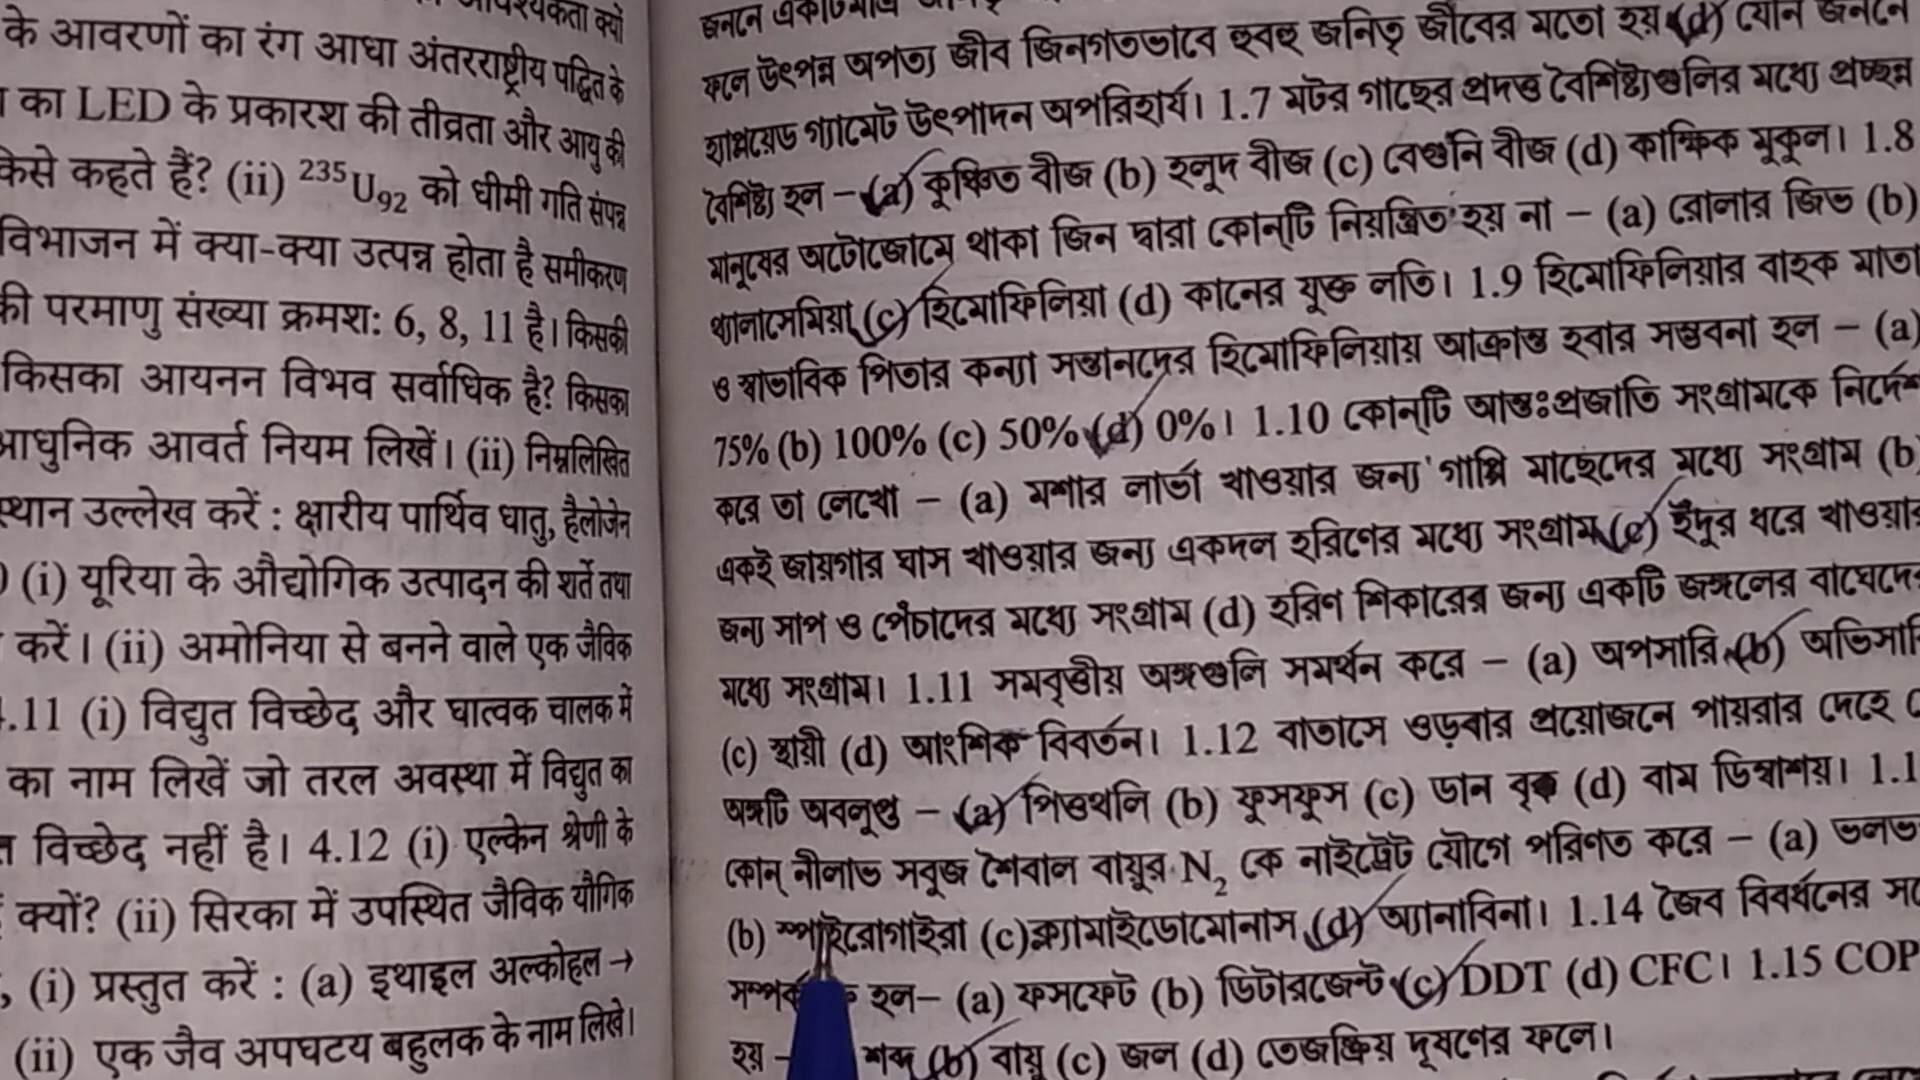 के आवरणों का रंग आधा अंतरराष्ट्रीय पद्धित के
का LED के प्रकारश की तीव्रता और आयु की
किसे कहते हैं? (ii) ²³⁵U₉₂ को धीमी गति संपन्न
विभाजन में क्या-क्या उत्पन्न होता है समीकरण
की परमाणु संख्या क्रमश: 6, 8, 11 है। किसकी
किसका आयनन विभव सर्वाधिक है? किसका
आधुनिक आवर्त नियम लिखें। (ii) निम्नलिखित
स्थान उल्लेख करें : क्षारीय पार्थिव धातु, हैलोजेन
(i) यूरिया के औद्योगिक उत्पादन की शर्ते तथा
करें। (ii) अमोनिया से बनने वाले एक जैविक
.11 (i) विद्युत विच्छेद और घात्वक चालक में
का नाम लिखें जो तरल अवस्था में विद्युत का
विच्छेद नहीं है। 4.12 (i) एल्केन श्रेणी के
क्यों? (ii) सिरका में उपस्थित जैविक यौगिक
, (i) प्रस्तुत करें : (a) इथाइल अल्कोहल →
(ii) एक जैव अपघटय बहुलक के नाम लिखे।
জননে একটিমাত্র
ফলে উৎপন্ন অপত্য জীব জিনগতভাবে হুবহু জনিতৃ জীবের মতো হয় (d) যৌন জননে
হ্যাপ্লয়েড গ্যামেট উৎপাদন অপরিহার্য। 1.7 মটর গাছের প্রদত্ত বৈশিষ্ট্যগুলির মধ্যে প্রচ্ছন্ন
বৈশিষ্ট্য হল – (a) কুঞ্চিত বীজ (b) হলুদ বীজ (c) বেগুনি বীজ (d) কাক্ষিক মুকুল। 1.8
মানুষের অটোজোমে থাকা জিন দ্বারা কোন্‌টি নিয়ন্ত্রিত হয় না – (a) রোলার জিভ (b)
থ্যালাসেমিয়া (c) হিমোফিলিয়া (d) কানের যুক্ত লতি। 1.9 হিমোফিলিয়ার বাহক মাতা
ও স্বাভাবিক পিতার কন্যা সন্তানদের হিমোফিলিয়ায় আক্রান্ত হবার সম্ভবনা হল – (a)
75% (b) 100% (c) 50% (d) 0%। 1.10 কোন্‌টি আন্তঃপ্রজাতি সংগ্রামকে নির্দেশ
করে তা লেখো – (a) মশার লার্ভা খাওয়ার জন্য গাপ্পি মাছেদের মধ্যে সংগ্রাম (b)
একই জায়গার ঘাস খাওয়ার জন্য একদল হরিণের মধ্যে সংগ্রাম (c) ইঁদুর ধরে খাওয়ার
জন্য সাপ ও পেঁচাদের মধ্যে সংগ্রাম (d) হরিণ শিকারের জন্য একটি জঙ্গলের বাঘেদের
মধ্যে সংগ্রাম। 1.11 সমবৃত্তীয় অঙ্গগুলি সমর্থন করে – (a) অপসারি (b) অভিসারি
(c) স্থায়ী (d) আংশিক বিবর্তন। 1.12 বাতাসে ওড়বার প্রয়োজনে পায়রার দেহে
অঙ্গটি অবলুপ্ত – (a) পিত্তথলি (b) ফুসফুস (c) ডান বৃক্ক (d) বাম ডিম্বাশয়। 1.1
কোন্ নীলাভ সবুজ শৈবাল বায়ুর N₂ কে নাইট্রেট যৌগে পরিণত করে – (a) ভলভ
(b) স্পাইরোগাইরা (c) ক্ল্যামাইডোমোনাস (d) অ্যানাবিনা। 1.14 জৈব বিবর্ধনের
হল– (a) ফসফেট (b) ডিটারজেন্ট (c) DDT (d) CFC। 1.15 COP
হয় – শব্দ (b) বায়ু (c) জল (d) তেজষ্ক্রিয় দূষণের ফলে।